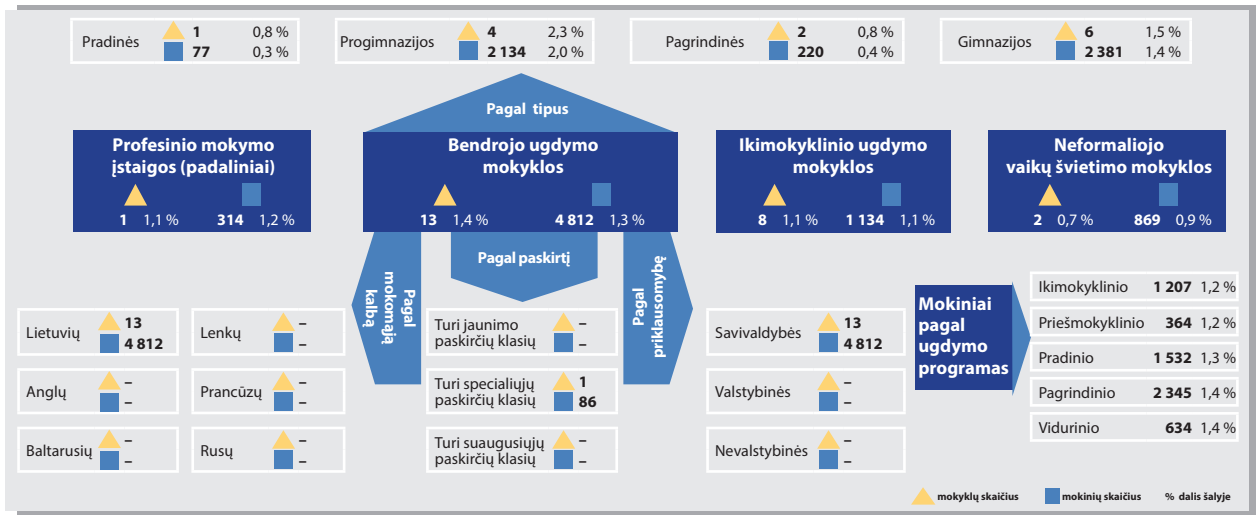 Pradinės
1 0,8 %
77 0,3 %
Progimnazijos
4 2,3 %
2 134 2,0 %
Pagrindinės
2 0,8 %
220 0,4 %
Gimnazijos
6 1,5 %
2 381 1,4 %
Pagal tipus
Profesinio mokymo
įstaigos (padaliniai)
1 1,1 % 314 1,2 %
Bendrojo ugdymo
mokyklos
13 1,4 % 4 812 1,3 %
Ikimokyklinio ugdymo
mokyklos
8 1,1 % 1 134 1,1 %
Neformaliojo
vaikų švietimo mokyklos
2 0,7 % 869 0,9 %
Pagal
mokomąją
kalbą
Pagal paskirtį
Pagal
priklausomybę
Lietuvių
13
4 812
Lenkų
–
–
Anglų
–
–
Prancūzų
–
–
Baltarusių
–
–
Rusų
–
–
Turi jaunimo
paskirčių klasių
–
–
Turi specialiųjų
paskirčių klasių
1
86
Turi suaugusiųjų
paskirčių klasių
–
–
Savivaldybės
13
4 812
Valstybinės
–
–
Nevalstybinės
–
–
Mokiniai
pagal
ugdymo
programas
Ikimokyklinio 1 207 1,2 %
Priešmokyklinio 364 1,2 %
Pradinio 1 532 1,3 %
Pagrindinio 2 345 1,4 %
Vidurinio 634 1,4 %
mokyklų skaičius mokinių skaičius % dalis šalyje